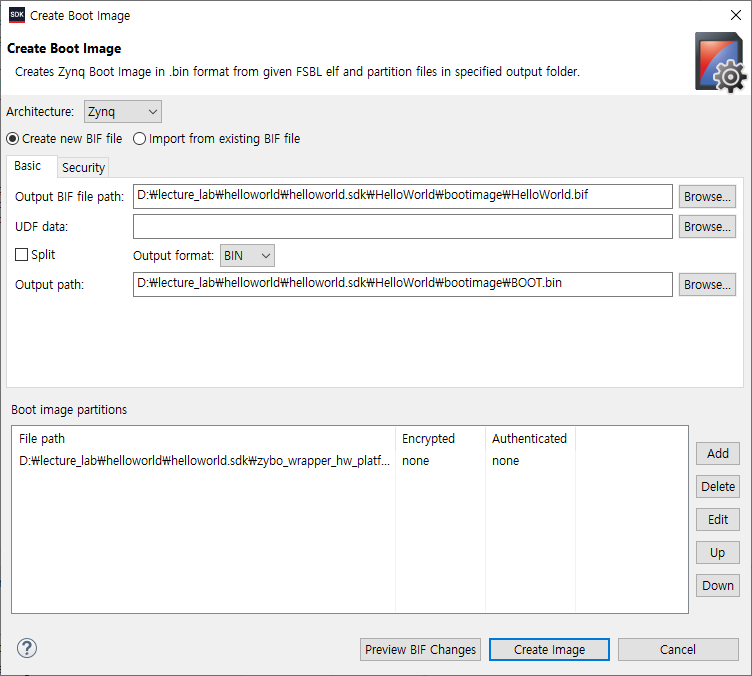 SDK Create Boot Image
Create Boot Image
Creates Zynq Boot Image in .bin format from given FSBL elf and partition files in specified output folder.
Architecture: Zynq
Create new BIF file Import from existing BIF file
Basic Security
Output BIF file path: D:₩lecture_lab₩helloworld₩helloworld.sdk₩HelloWorld₩bootimage₩HelloWorld.bif Browse...
UDF data: Browse...
Split Output format: BIN
Output path: D:₩lecture_lab₩helloworld₩helloworld.sdk₩HelloWorld₩bootimage₩BOOT.bin Browse...
Boot image partitions
File path Encrypted Authenticated
D:₩lecture_lab₩helloworld₩helloworld.sdk₩zybo_wrapper_hw_platf... none none
Add
Delete
Edit
Up
Down
? Preview BIF Changes Create Image Cancel